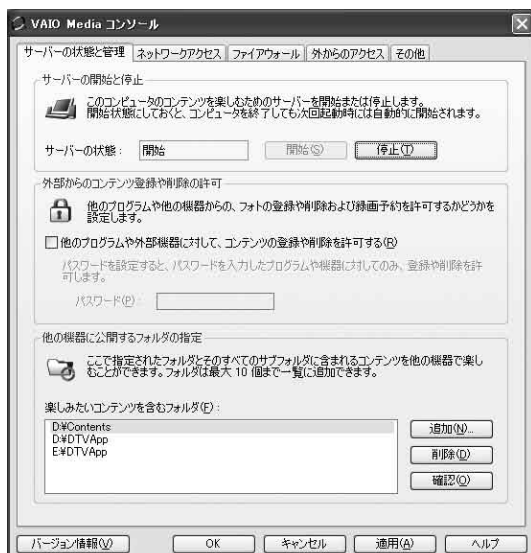 VAIO Media コンソール
サーバーの状態と管理 ネットワークアクセス ファイアウォール 外からのアクセス その他
サーバーの開始と停止
このコンピュータのコンテンツを楽しむためのサーバーを開始または停止します。
開始状態にしておくと、コンピュータを終了しても次回起動時には自動的に開始されます。
サーバーの状態： 開始 開始(S) 停止(T)
外部からのコンテンツ登録や削除の許可
他のプログラムや他の機器からの、フォトの登録や削除および録画予約を許可するかどうかを
設定します。
他のプログラムや外部機器に対して、コンテンツの登録や削除を許可する(R)
パスワードを設定すると、パスワードを入力したプログラムや機器に対してのみ、登録や削除を許
可します。
パスワード(P)：
他の機器に公開するフォルダの指定
ここで指定されたフォルダとそのすべてのサブフォルダに含まれるコンテンツを他の機器で楽し
むことができます。フォルダは最大 10 個まで一覧に追加できます。
楽しみたいコンテンツを含むフォルダ(F)：
D:¥Contents
D:¥DTVApp
E:¥DTVApp
追加(N)...
削除(D)
確認(O)
バージョン情報(V) OK キャンセル 適用(A) ヘルプ